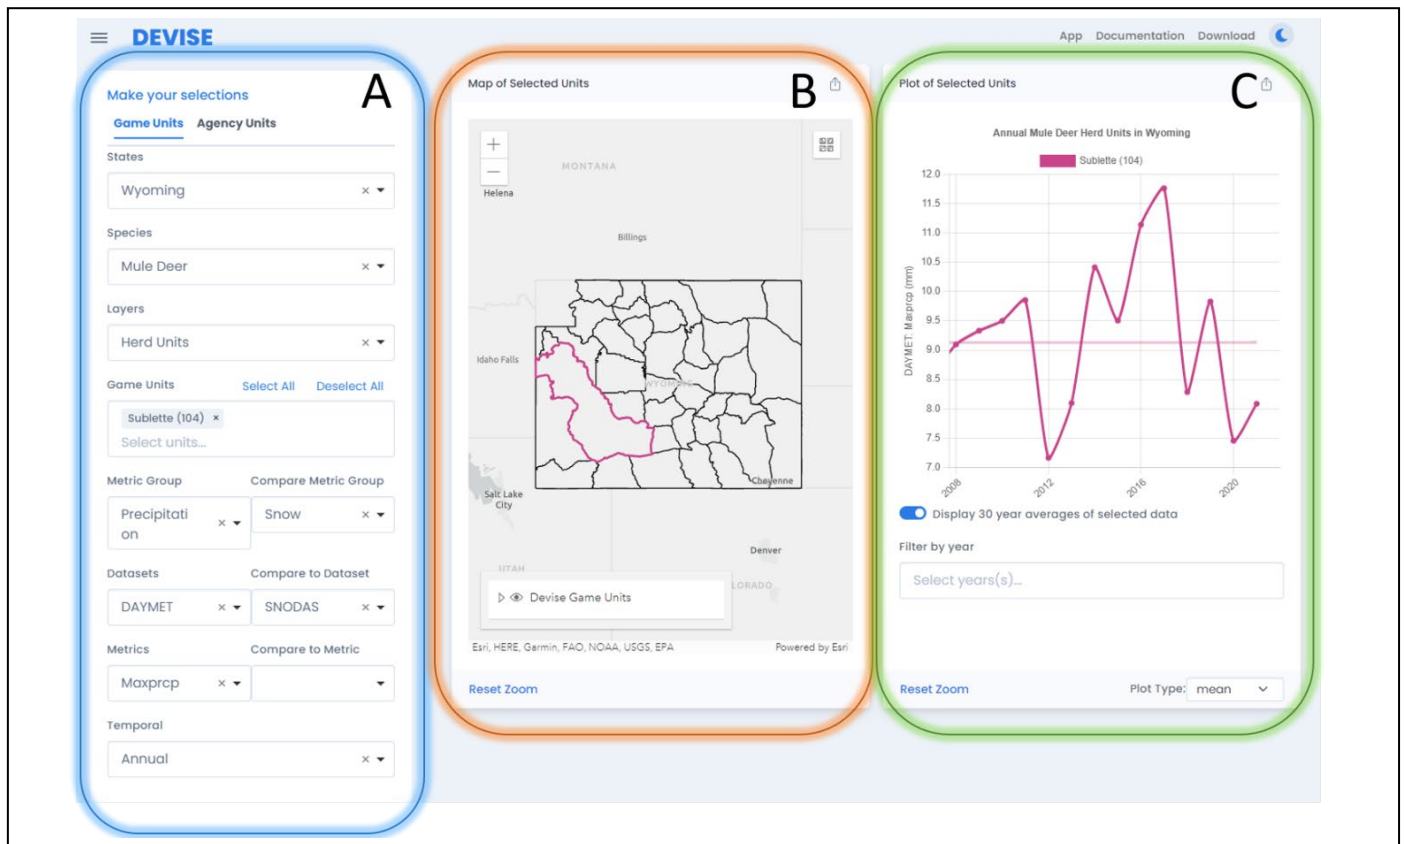 DEVISE
App Documentation Download
A
Make your selections
Game Units Agency Units
States
Wyoming × 
Species
Mule Deer ×
Layers
Herd Units ×
Game Units Select All Deselect All
Sublette (104) ×
Select units...
Metric Group Compare Metric Group
Precipitati
on × Snow ×
Datasets Compare to Dataset
DAYMET × SNODAS ×
Metrics Compare to Metric
Maxprcp ×
Temporal
Annual ×
Map of Selected Units
B
+
−
MONTANA
Helena
Billings
Idaho Falls
WYOMING
Cheyenne
Salt Lake
City
Denver
UTAH
LORADO
Devise Game Units
Esri, HERE, Garmin, FAO, NOAA, USGS, EPA Powered by Esri
Reset Zoom
Plot of Selected Units
C
Annual Mule Deer Herd Units in Wyoming
Sublette (104)
12.0
11.5
11.0
10.5
10.0
9.5
9.0
8.5
8.0
7.5
7.0
DAYMET: Maxprcp (mm)
2008 2012 2016 2020
Display 30 year averages of selected data
Filter by year
Select years(s)...
Reset Zoom Plot Type: mean